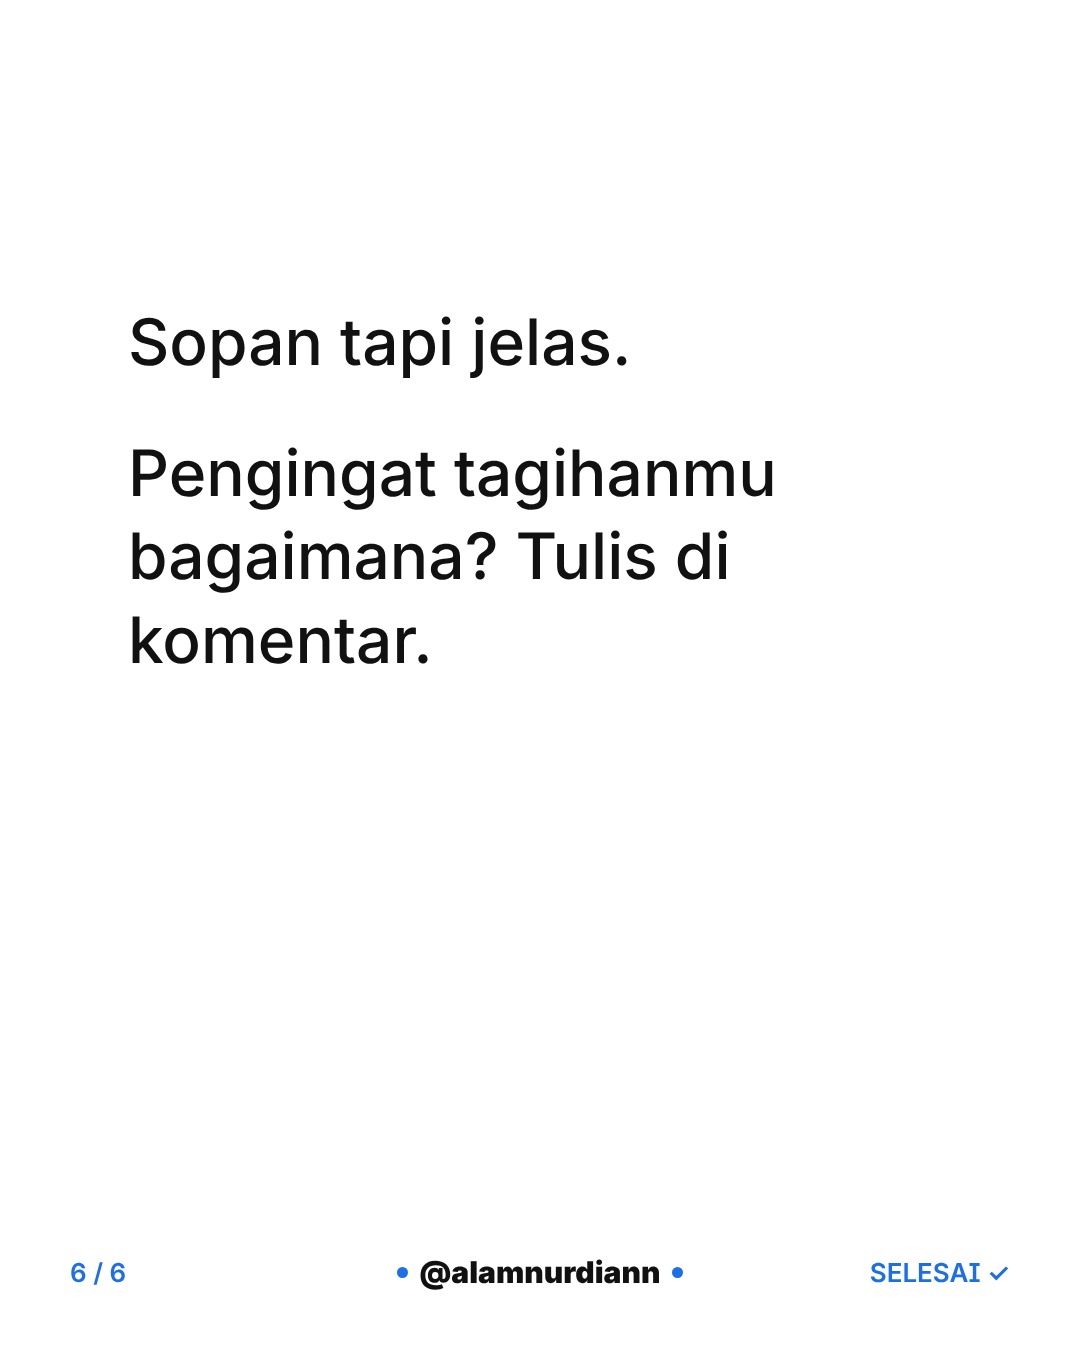 Sopan tapi jelas.
Pengingat tagihanmu
bagaimana? Tulis di
komentar.
6 / 6
• @alamnurdiann •
SELESAI ✓